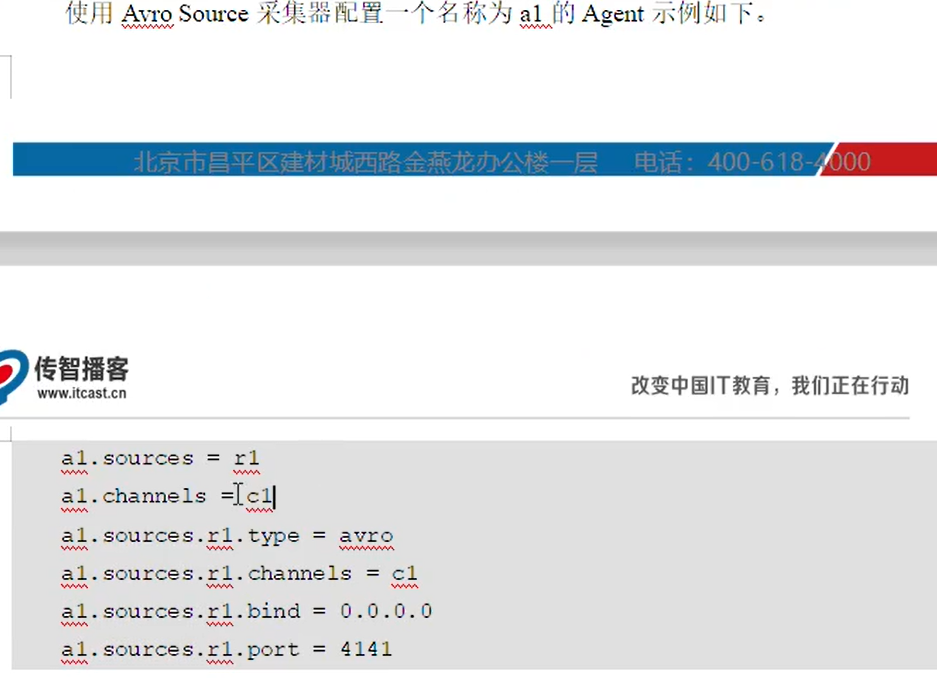 使用 Avro Source 采集器配置一个名称为 a1 的 Agent 示例如下。
北京市昌平区建材城西路金燕龙办公楼一层 电话：400-618-4000
传智播客
www.itcast.cn
改变中国IT教育，我们正在行动
a1.sources = r1
a1.channels = c1
a1.sources.r1.type = avro
a1.sources.r1.channels = c1
a1.sources.r1.bind = 0.0.0.0
a1.sources.r1.port = 4141